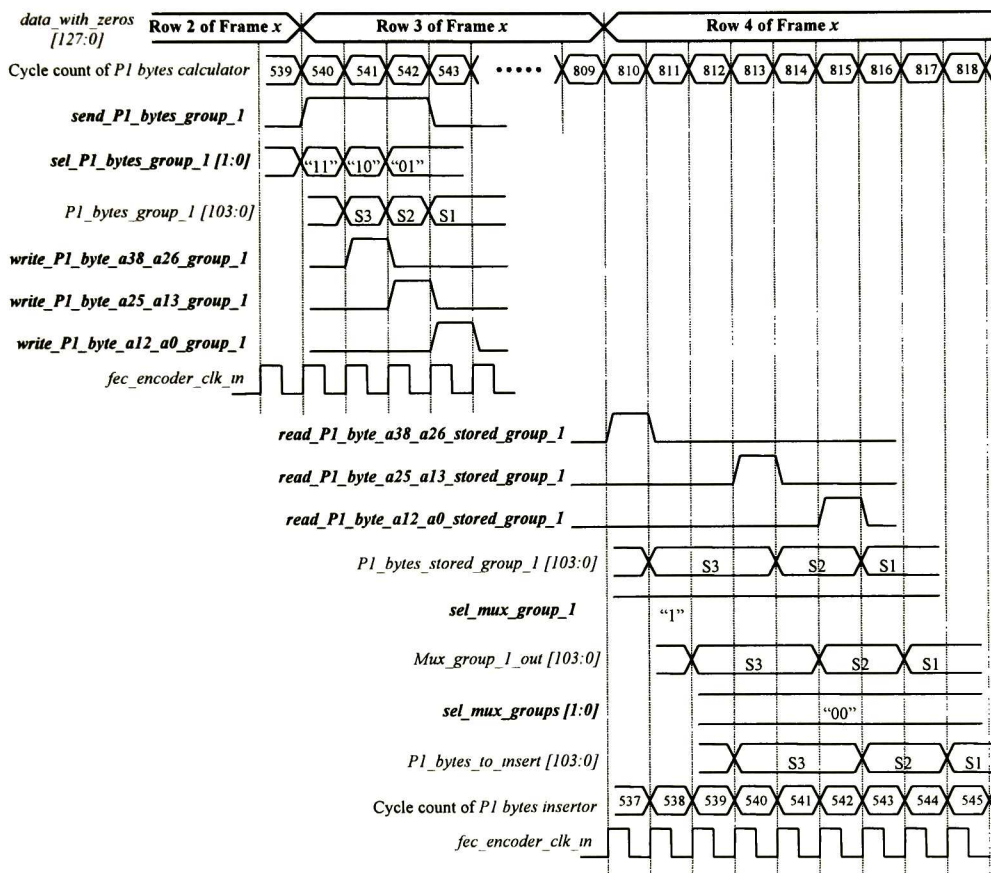 data_with_zeros [127:0] Row 2 of Frame x Row 3 of Frame x Row 4 of Frame x
Cycle count of P1 bytes calculator 539 540 541 542 543 ••••• 809 810 811 812 813 814 815 816 817 818
send_P1_bytes_group_1
sel_P1_bytes_group_1 [1:0] “11” “10” “01”
P1_bytes_group_1 [103:0] S3 S2 S1
write_P1_byte_a38_a26_group_1
write_P1_byte_a25_a13_group_1
write_P1_byte_a12_a0_group_1
fec_encoder_clk_in
read_P1_byte_a38_a26_stored_group_1
read_P1_byte_a25_a13_stored_group_1
read_P1_byte_a12_a0_stored_group_1
P1_bytes_stored_group_1 [103:0] S3 S2 S1
sel_mux_group_1 “1”
Mux_group_1_out [103:0] S3 S2 S1
sel_mux_groups [1:0] “00”
P1_bytes_to_insert [103:0] S3 S2 S1
Cycle count of P1 bytes insertor 537 538 539 540 541 542 543 544 545
fec_encoder_clk_in